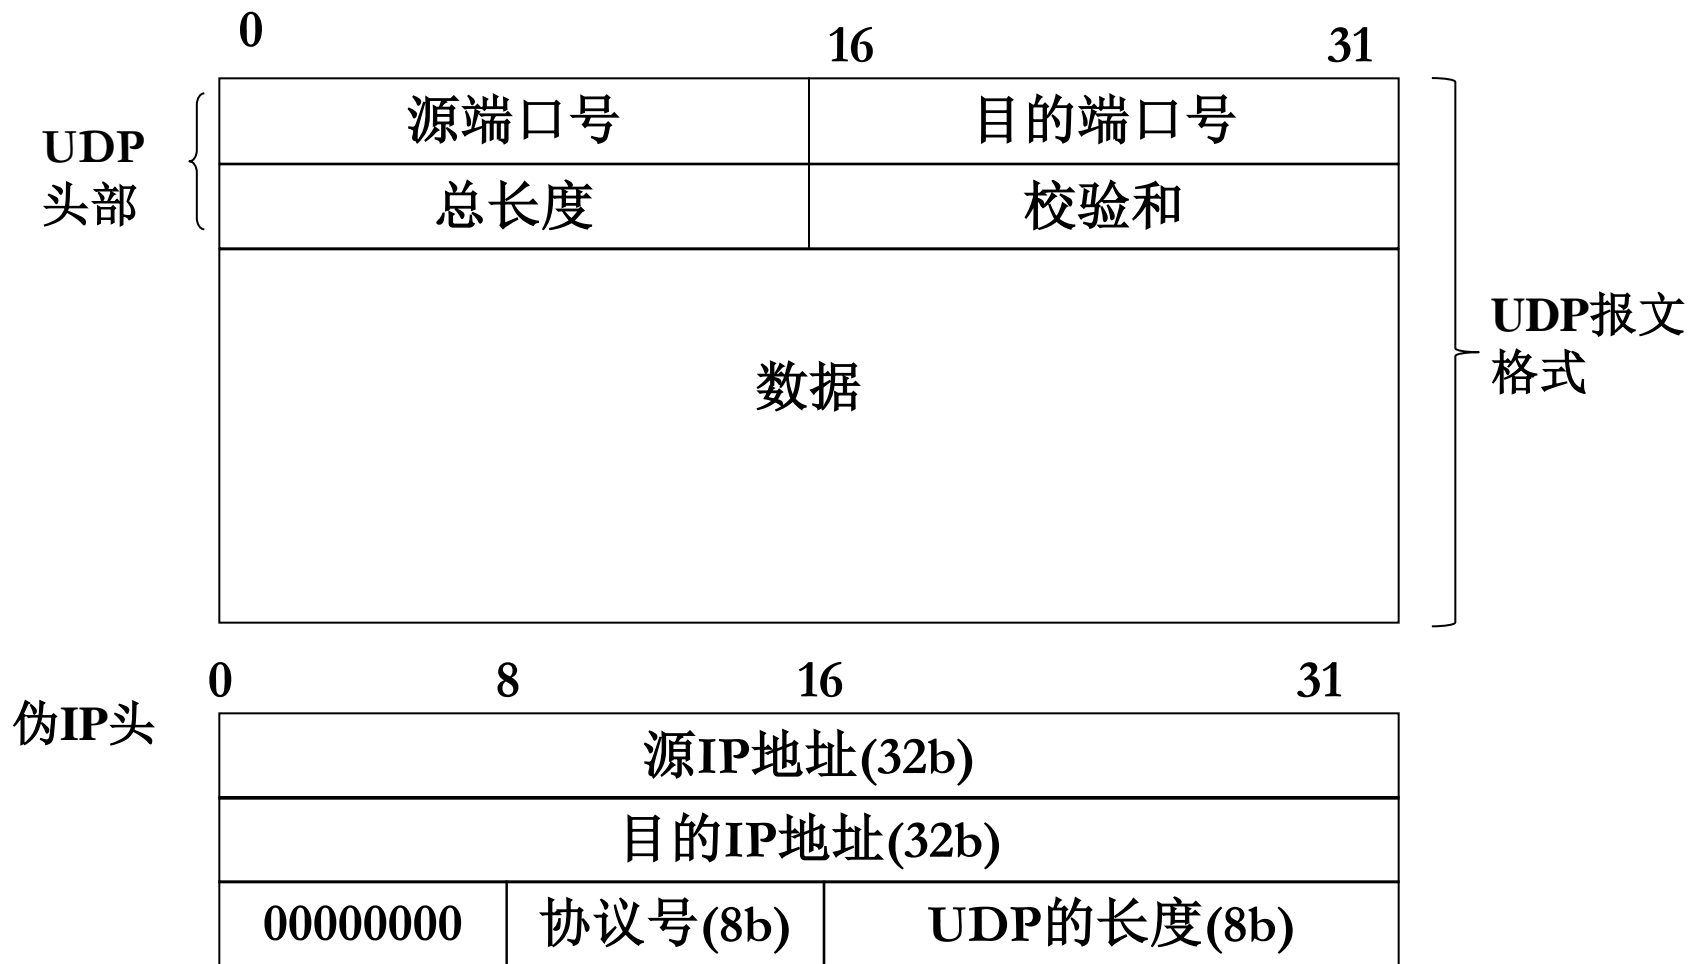 0
16
31
源端口号
目的端口号
UDP
头部
总长度
校验和
数据
UDP报文
格式
0
8
16
31
伪IP头
源IP地址(32b)
目的IP地址(32b)
00000000
协议号(8b)
UDP的长度(8b)